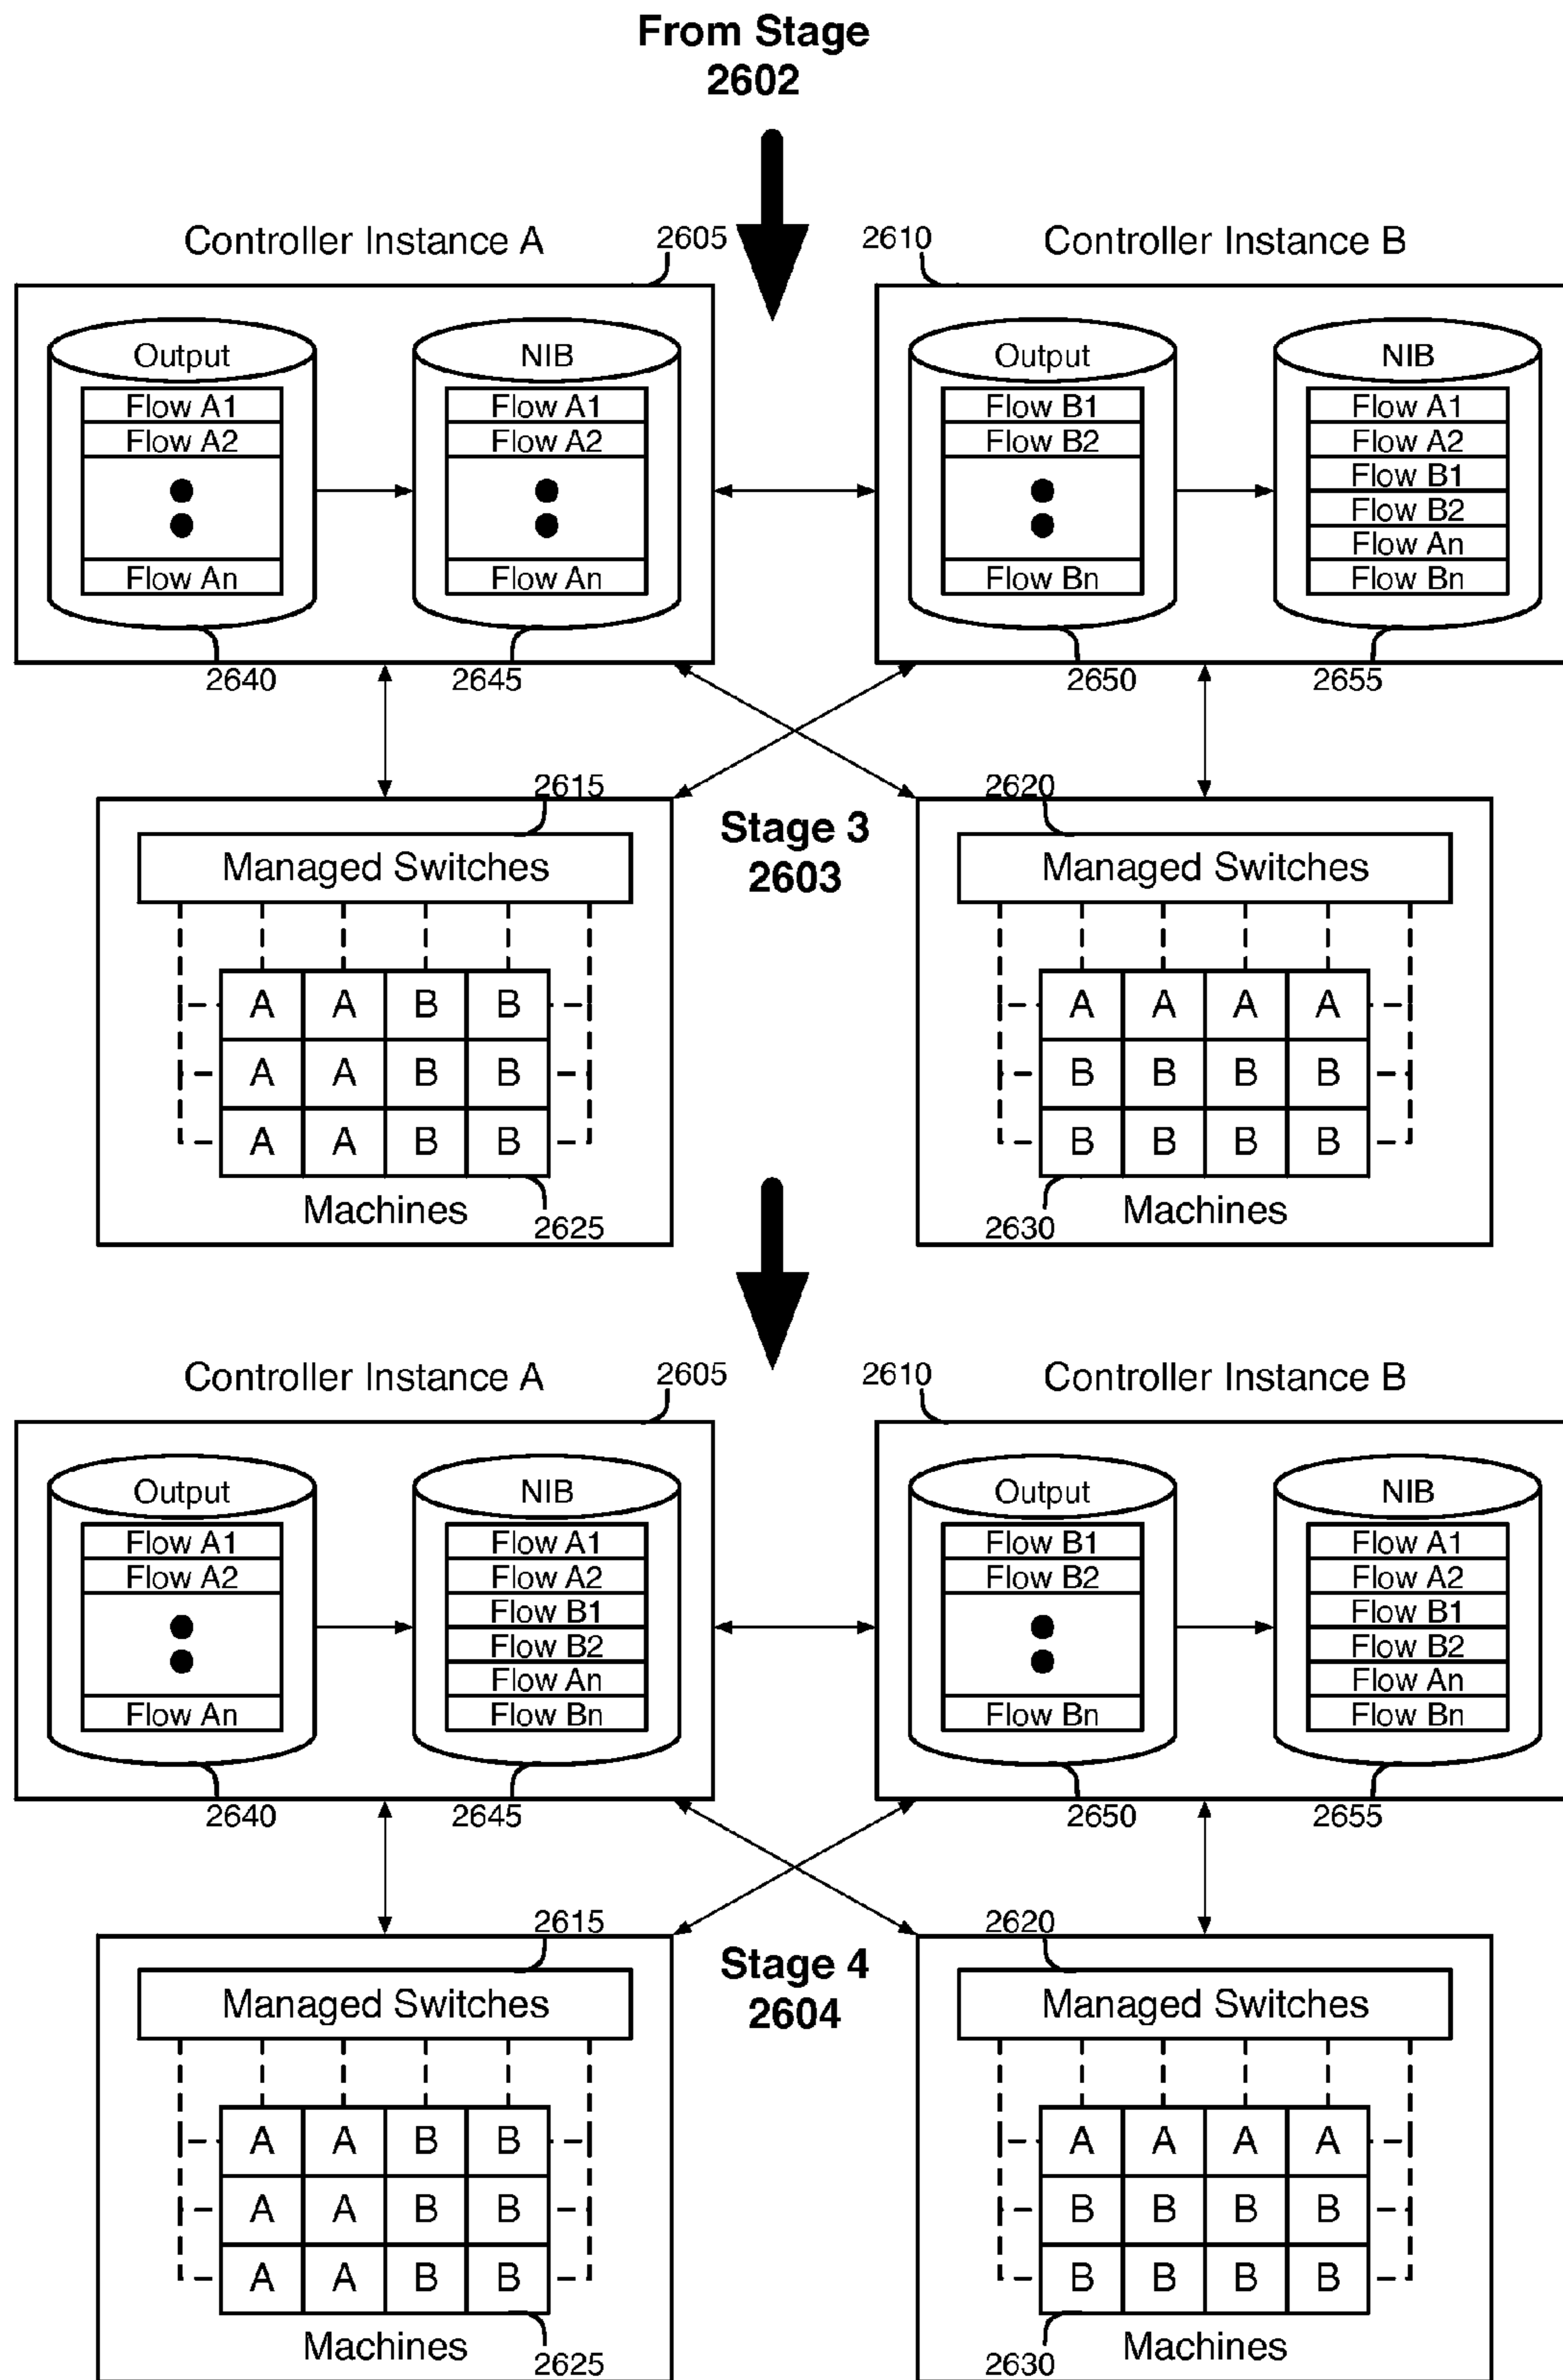 From Stage
2602
Controller Instance A
2605
2610
Controller Instance B
Output
Flow A1
Flow A2
Flow An
NIB
Flow A1
Flow A2
Flow An
Output
Flow B1
Flow B2
Flow Bn
NIB
Flow A1
Flow A2
Flow B1
Flow B2
Flow An
Flow Bn
2640
2645
2650
2655
2615
2620
Managed Switches
Stage 3
2603
Managed Switches
A A B B
A A B B
A A B B
A A A A
B B B B
B B B B
Machines
2625
2630
Machines
Controller Instance A
2605
2610
Controller Instance B
Output
Flow A1
Flow A2
Flow An
NIB
Flow A1
Flow A2
Flow B1
Flow B2
Flow An
Flow Bn
Output
Flow B1
Flow B2
Flow Bn
NIB
Flow A1
Flow A2
Flow B1
Flow B2
Flow An
Flow Bn
2640
2645
2650
2655
2615
2620
Managed Switches
Stage 4
2604
Managed Switches
A A B B
A A B B
A A B B
A A A A
B B B B
B B B B
Machines
2625
2630
Machines